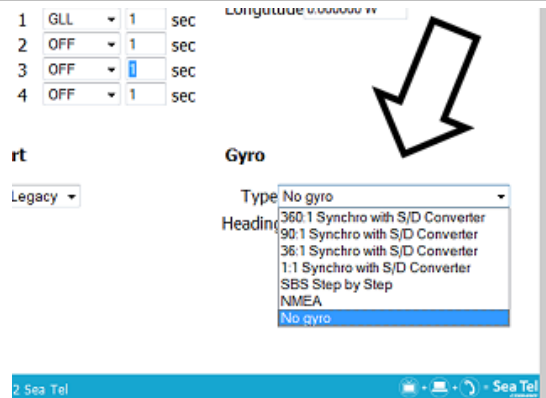 1 GLL 1 sec
Longitude 0.000000 W
2 OFF 1 sec
3 OFF 1 sec
4 OFF 1 sec
rt
Gyro
Legacy
Type No gyro
Heading
360:1 Synchro with S/D Converter
90:1 Synchro with S/D Converter
36:1 Synchro with S/D Converter
1:1 Synchro with S/D Converter
SBS Step by Step
NMEA
No gyro
2 Sea Tel
+ + = Sea Tel